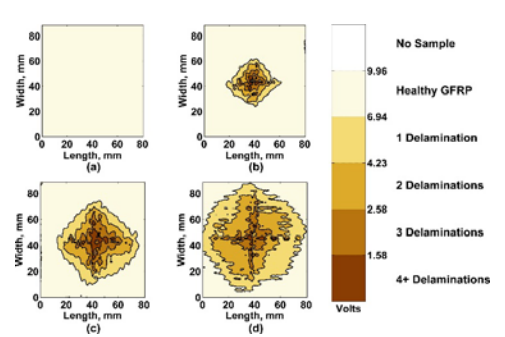 80
60
40
20
0
Width, mm
0 20 40 60 80
Length, mm
(a)
80
60
40
20
0
Width, mm
0 20 40 60 80
Length, mm
(b)
80
60
40
20
0
Width, mm
0 20 40 60 80
Length, mm
(c)
80
60
40
20
0
Width, mm
0 20 40 60 80
Length, mm
(d)
No Sample
9.96
Healthy GFRP
6.94
1 Delamination
4.23
2 Delaminations
2.58
3 Delaminations
1.58
4+ Delaminations
Volts